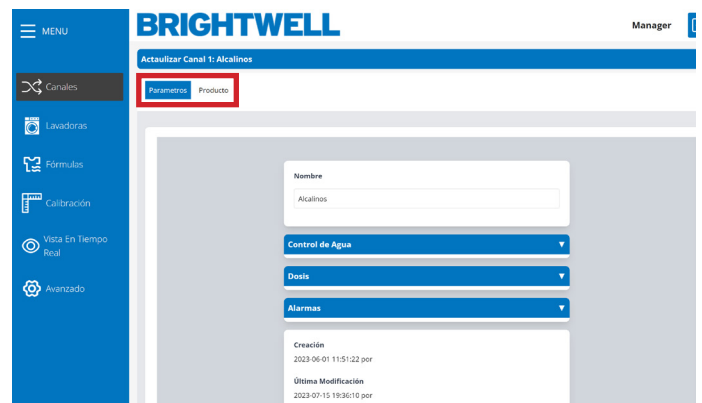 MENU
BRIGHTWELL
Manager
Actaulizar Canal 1: Alcalinos
Canales
Parametros Producto
Lavadoras
Fórmulas
Nombre
Alcalinos
Calibración
Vista En Tiempo
Real
Control de Agua
Dosis
Avanzado
Alarmas
Creación
2023-06-01 11:51:22 por
Última Modificación
2023-07-15 19:36:10 por